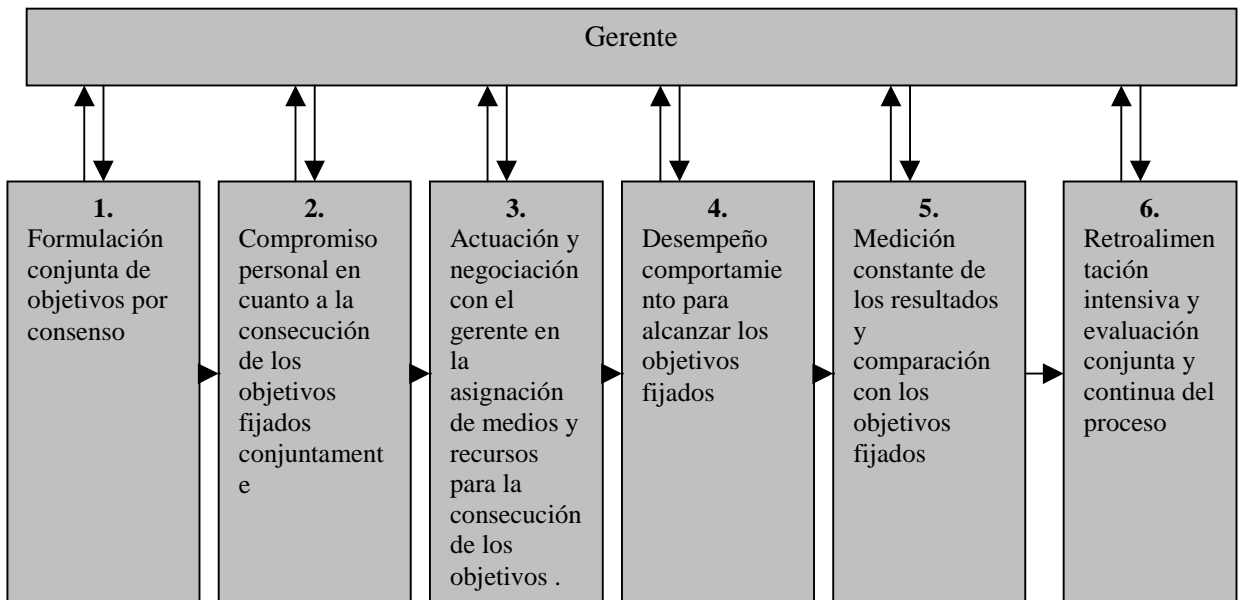 Gerente
1.
Formulación
conjunta de
objetivos por
consenso
2.
Compromiso
personal en
cuanto a la
consecución
de los
objetivos
fijados
conjuntament
e
3.
Actuación y
negociación
con el
gerente en
la
asignación
de medios y
recursos
para la
consecución
de los
objetivos .
4.
Desempeño
comportamie
nto para
alcanzar los
objetivos
fijados
5.
Medición
constante de
los resultados
y
comparación
con los
objetivos
fijados
6.
Retroalimen
tación
intensiva y
evaluación
conjunta y
continua del
proceso